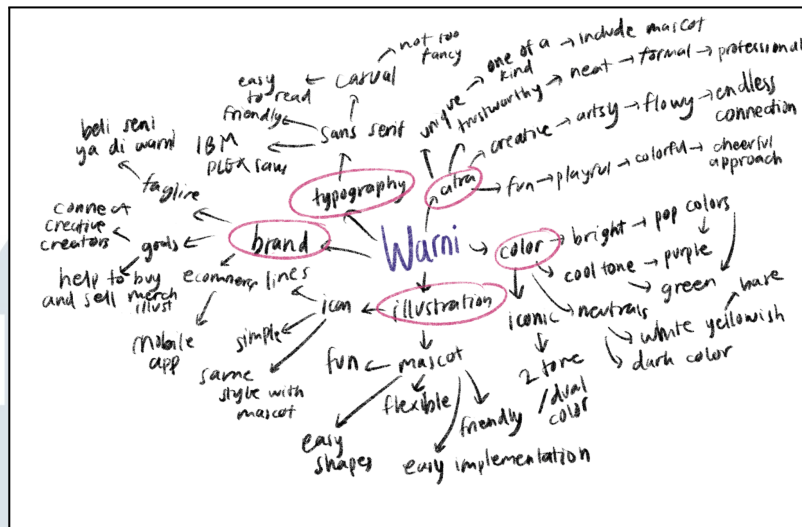 Warni
typography
sans serif
casual
not too
fancy
easy
to read
friendly
IBM
PLEX sans
citra
unique
one of a
kind
include mascot
trustworthy
neat
formal
professional
creative
artsy
flowy
endless
connection
fun
playful
colorful
cheerful
approach
color
bright
pop colors
cool tone
purple
green
neutrals
white yellowish
dark color
iconic
2 tone
/dual
color
illustration
icon
lines
simple
same
style with
mascot
mascot
fun
flexible
friendly
easy
shapes
easy implementation
brand
tagline
beli seni
ya di warni
goals
connect
creative
creators
help to buy
and sell merch
illust
ecommerce
mobile
app